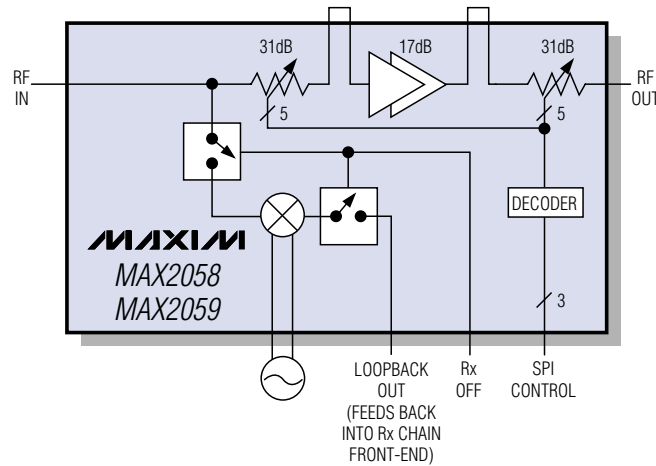 31dB
17dB
31dB
RF
IN
RF
OUT
5
5
DECODER
MAXIM
MAX2058
MAX2059
3
LOOPBACK
OUT
(FEEDS BACK
INTO Rx CHAIN
FRONT-END)
Rx
OFF
SPI
CONTROL